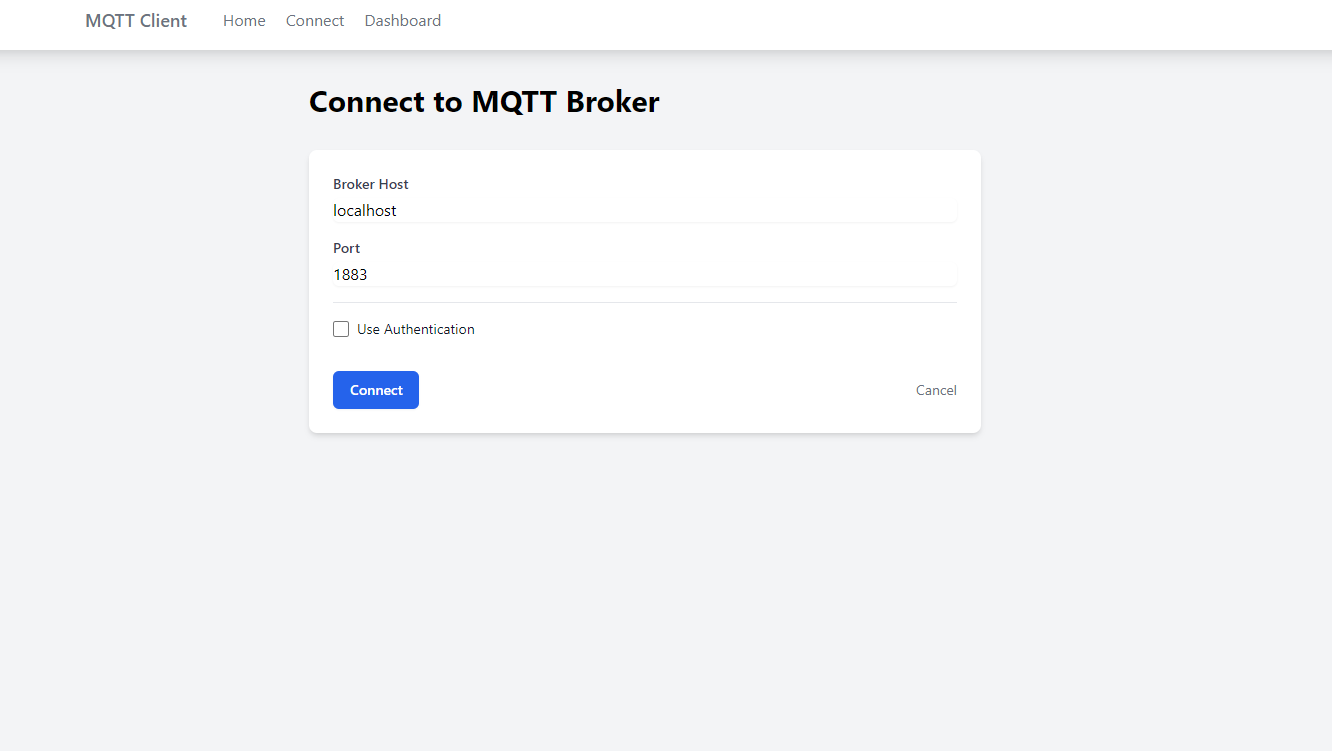 MQTT Client Home Connect Dashboard
Connect to MQTT Broker
Broker Host
localhost
Port
1883
Use Authentication
Connect Cancel